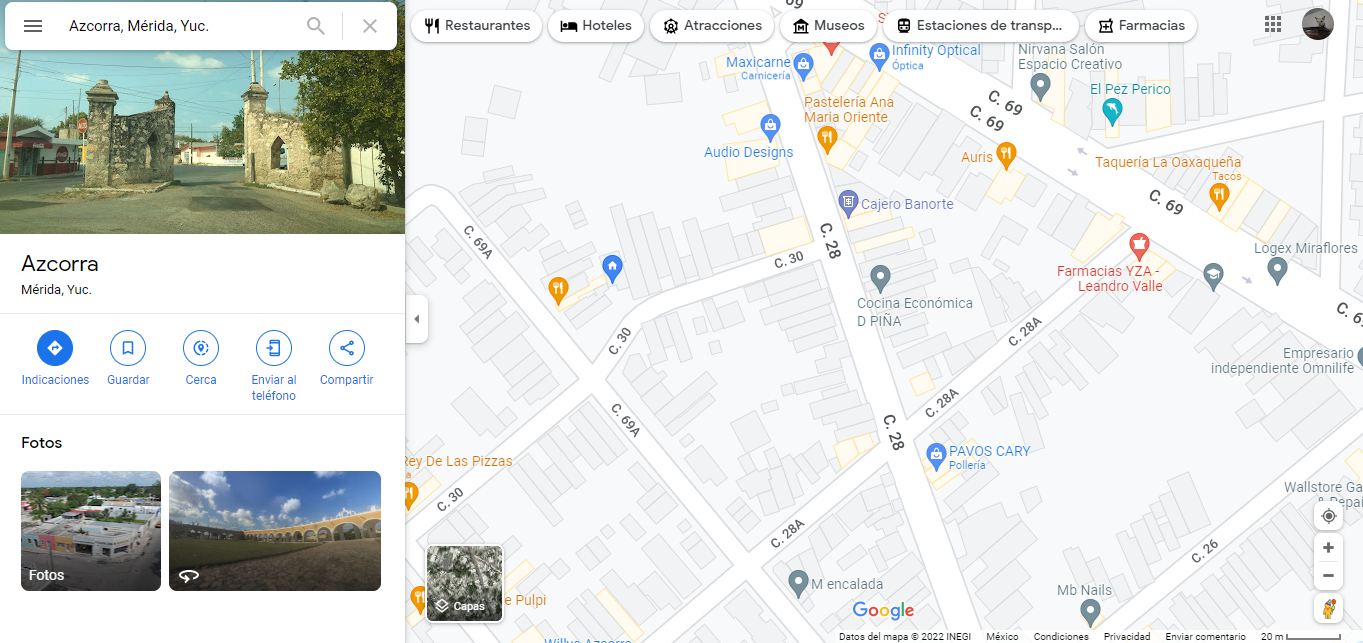 Azcorra, Mérida, Yuc.
Restaurantes
Hoteles
Atracciones
Museos
Estaciones de transp...
Farmacias
Azcorra
Mérida, Yuc.
Indicaciones
Guardar
Cerca
Enviar al
teléfono
Compartir
Fotos
Fotos
Maxicarne
Carnicería
Infinity Optical
Óptica
Nirvana Salón
Espacio Creativo
El Pez Perico
Pastelería Ana
Maria Oriente
C. 69
C. 69
Audio Designs
Auris
Taquería La Oaxaqueña
Tacos
C. 69
Cajero Banorte
C. 69A
C. 28
C. 30
Logex Miraflores
Farmacias YZA -
Leandro Valle
Cocina Económica
D PIÑA
C. 30
C. 28A
Empresario
independiente Omnilife
C. 28A
C. 69A
C. 28
PAVOS CARY
Pollería
Rey De Las Pizzas
C. 30
Wallstore Ga
C. 28A
C. 26
M encalada
Mb Nails
Capas
e Pulpi
Google
Willys Azcorra
Datos del mapa © 2022 INEGI
México
Condiciones
Privacidad
Enviar comentario
20 m